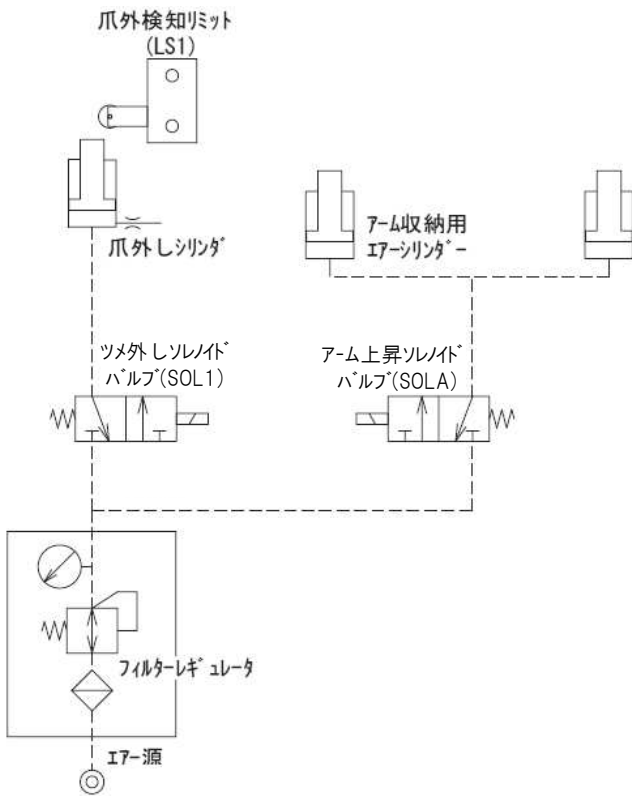 爪外検知リミット
(LS1)
爪外しシリンダ
アーム収納用
エアーシリンダー
ツメ外しソレノイド
バルブ(SOL1)
アーム上昇ソレノイド
バルブ(SOLA)
フィルターレギュレータ
エアー源